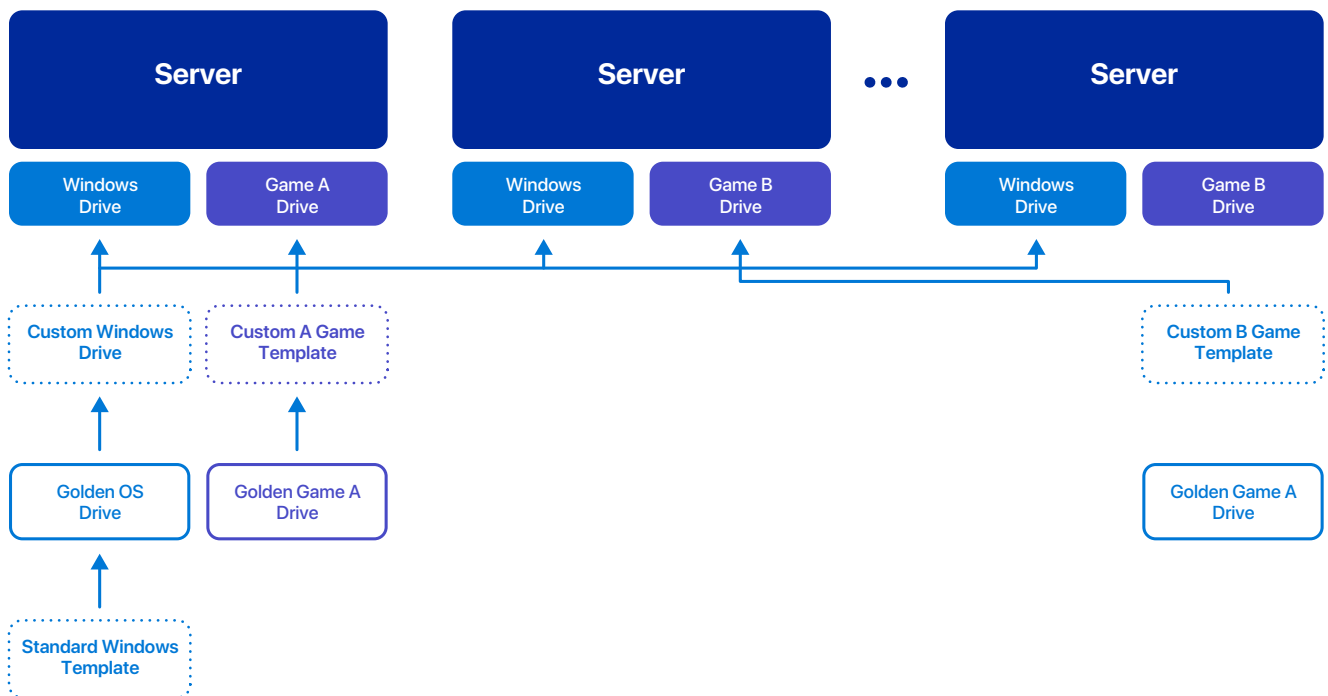 Server
Server
Server
Windows
Drive
Game A
Drive
Windows
Drive
Game B
Drive
Windows
Drive
Game B
Drive
Custom Windows
Drive
Custom A Game
Template
Custom B Game
Template
Golden OS
Drive
Golden Game A
Drive
Golden Game A
Drive
Standard Windows
Template